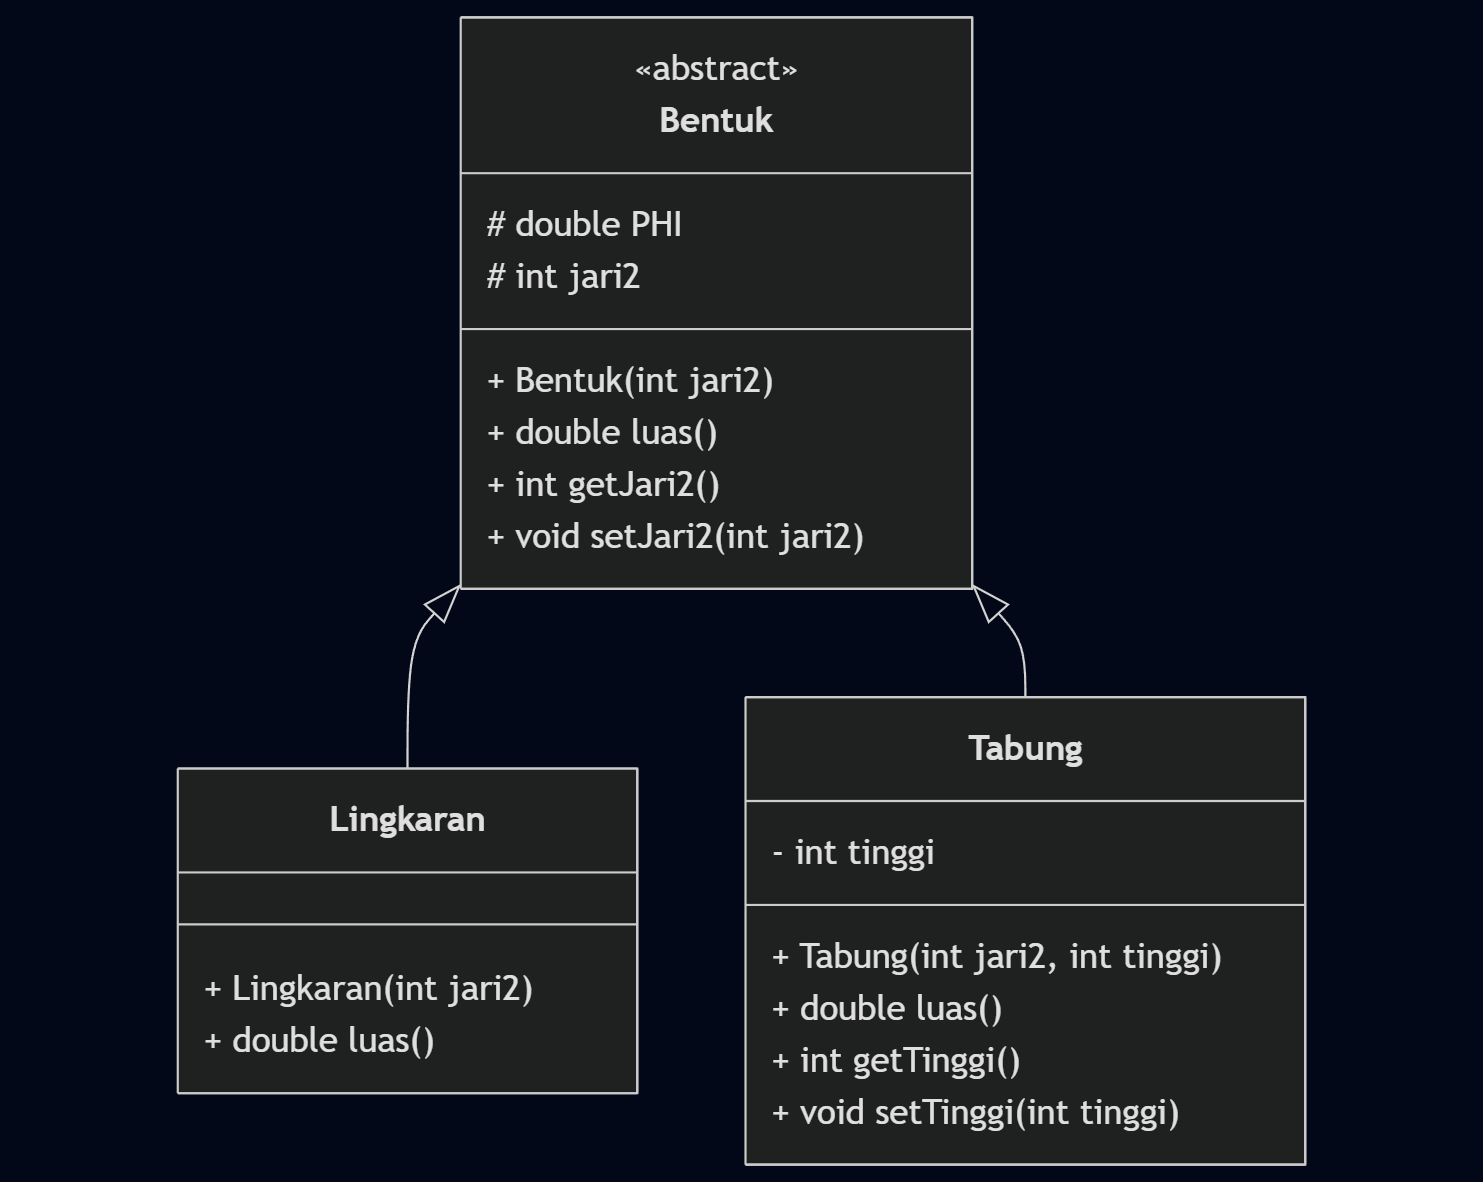 «abstract»
Bentuk
# double PHI
# int jari2
+ Bentuk(int jari2)
+ double luas()
+ int getJari2()
+ void setJari2(int jari2)
Lingkaran
+ Lingkaran(int jari2)
+ double luas()
Tabung
- int tinggi
+ Tabung(int jari2, int tinggi)
+ double luas()
+ int getTinggi()
+ void setTinggi(int tinggi)